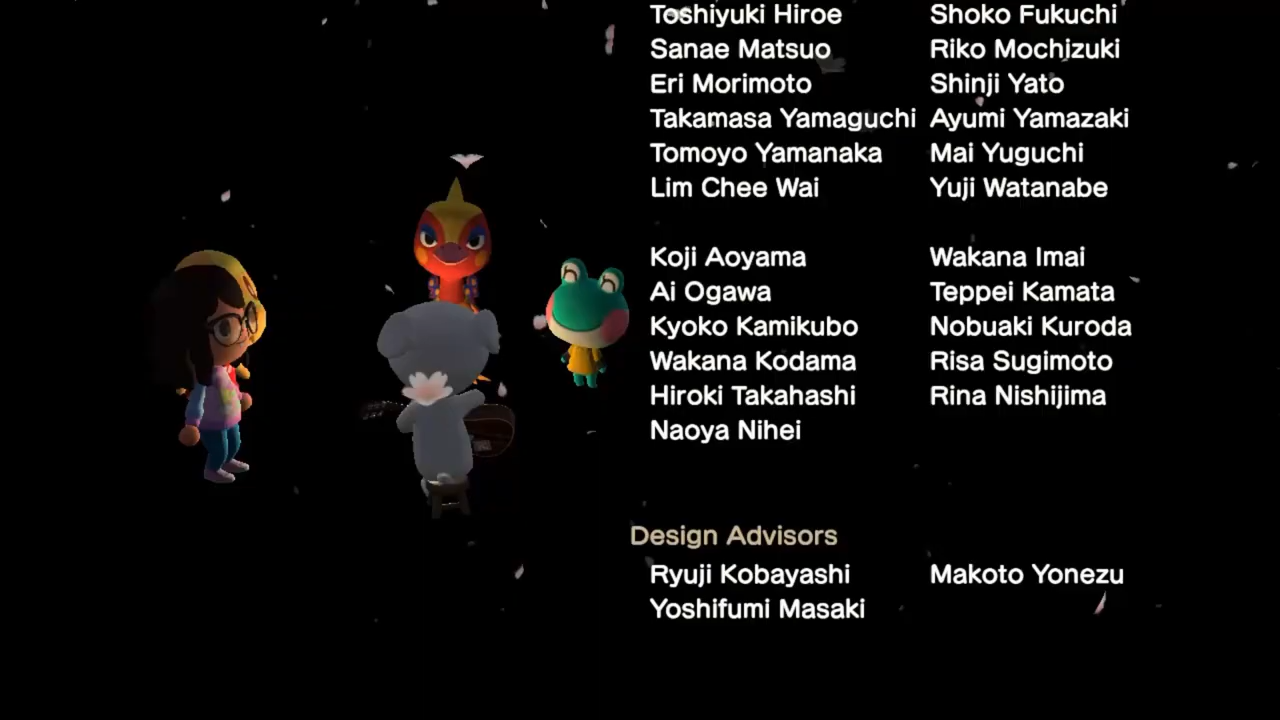 Toshiyuki Hiroe Shoko Fukuchi
Sanae Matsuo Riko Mochizuki
Eri Morimoto Shinji Yato
Takamasa Yamaguchi Ayumi Yamazaki
Tomoyo Yamanaka Mai Yuguchi
Lim Chee Wai Yuji Watanabe
Koji Aoyama Wakana Imai
Ai Ogawa Teppei Kamata
Kyoko Kamikubo Nobuaki Kuroda
Wakana Kodama Risa Sugimoto
Hiroki Takahashi Rina Nishijima
Naoya Nihei
Design Advisors
Ryuji Kobayashi Makoto Yonezu
Yoshifumi Masaki